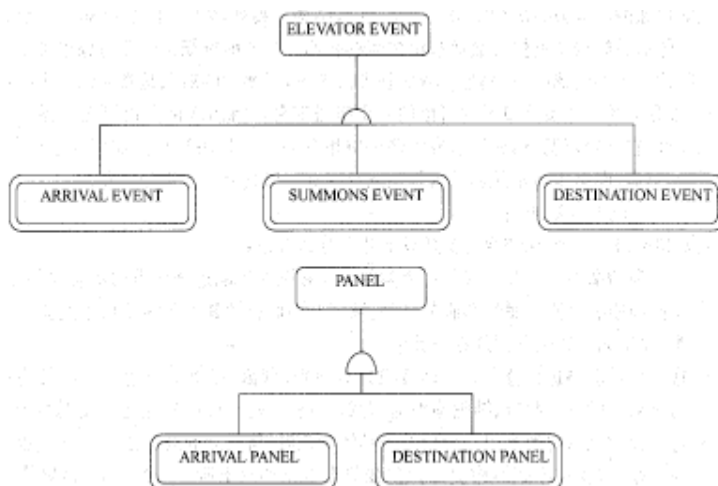 ELEVATOR EVENT
ARRIVAL EVENT
SUMMONS EVENT
DESTINATION EVENT
PANEL
ARRIVAL PANEL
DESTINATION PANEL